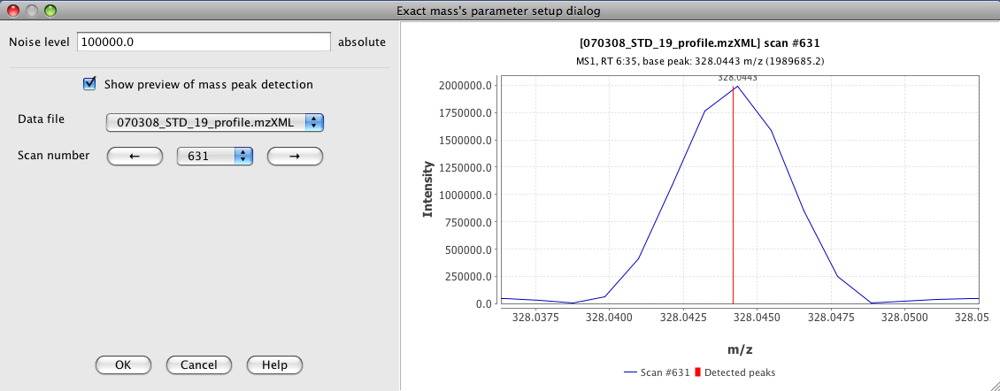 Exact mass's parameter setup dialog
Noise level 100000.0 absolute
Show preview of mass peak detection
Data file 070308_STD_19_profile.mzXML
Scan number ← 631 →
OK Cancel Help
[070308_STD_19_profile.mzXML] scan #631
MS1, RT 6:35, base peak: 328.0443 m/z (1989685.2)
328.0443
2000000.0
1750000.0
1500000.0
1250000.0
1000000.0
750000.0
500000.0
250000.0
0.0
Intensity
328.0375 328.0400 328.0425 328.0450 328.0475 328.0500 328.05
m/z
Scan #631 Detected peaks